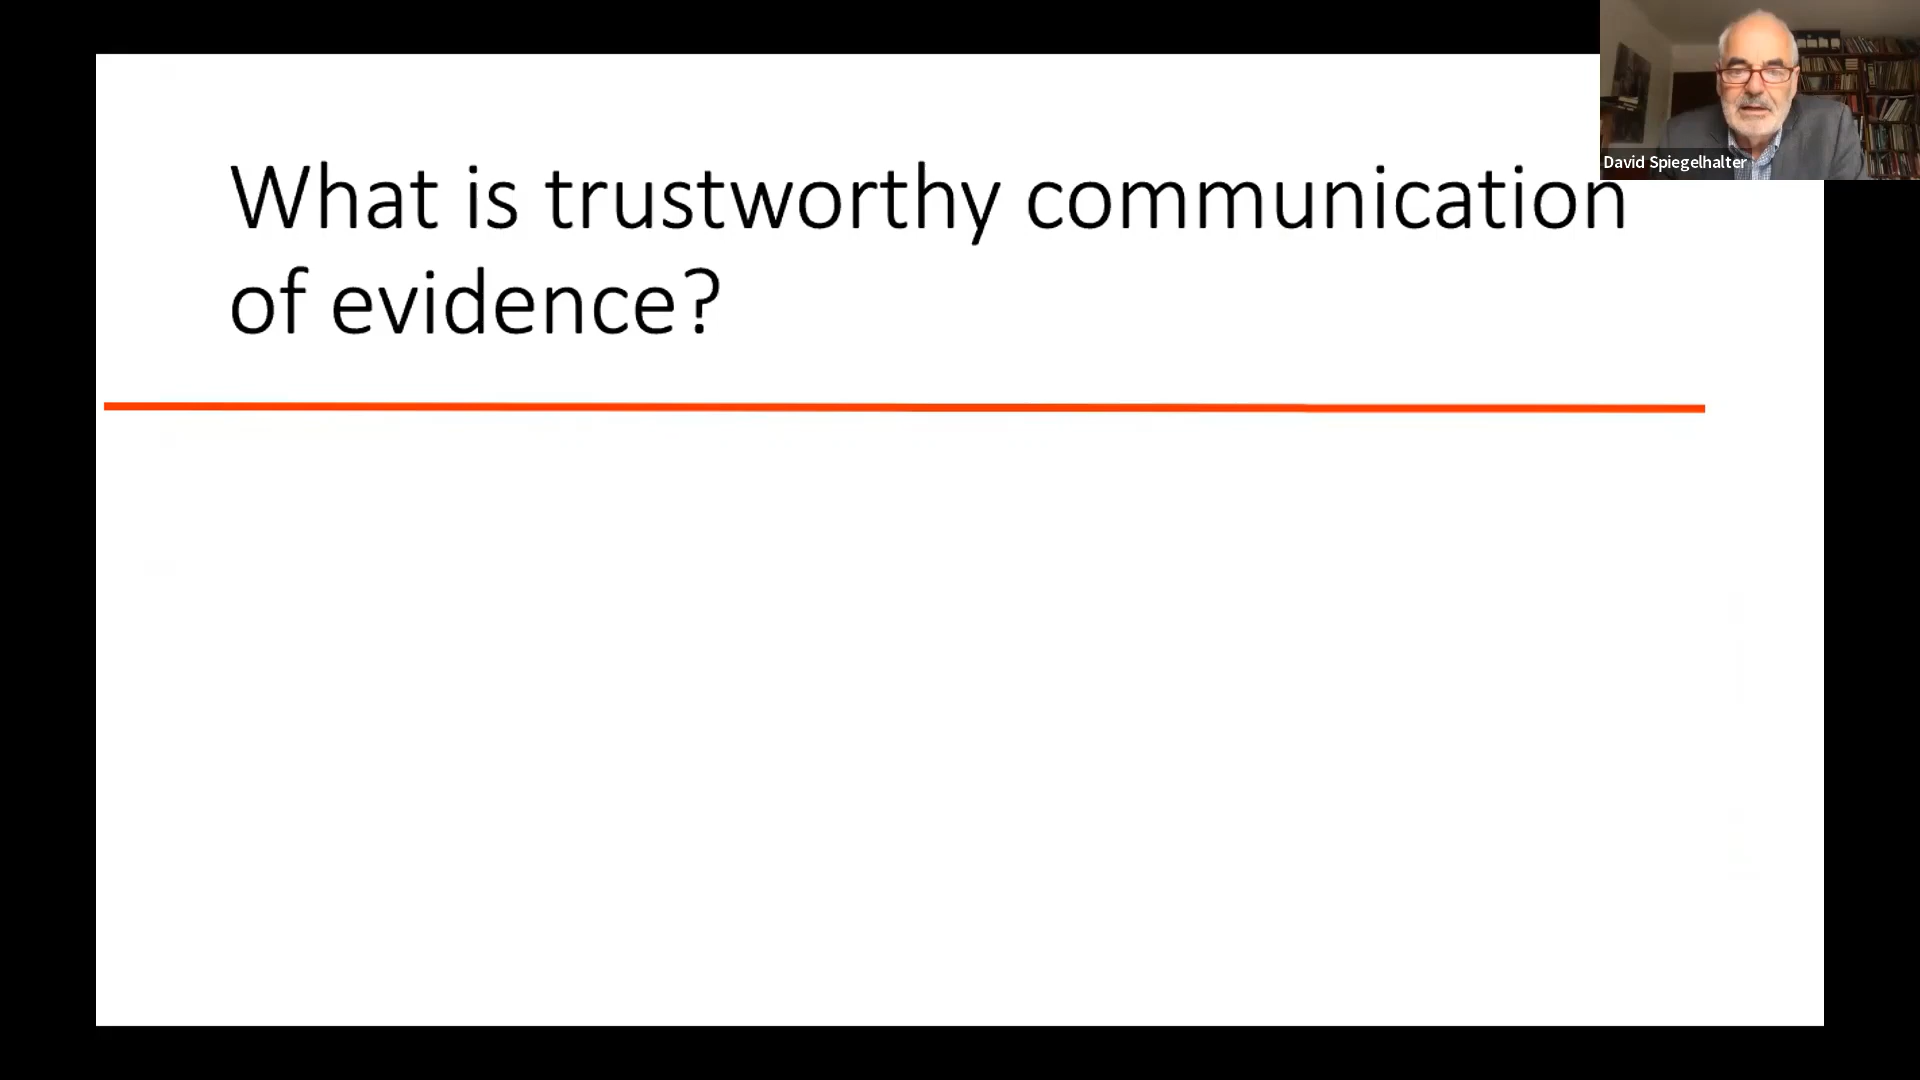 What is trustworthy communication
of evidence?
David Spiegelhalter